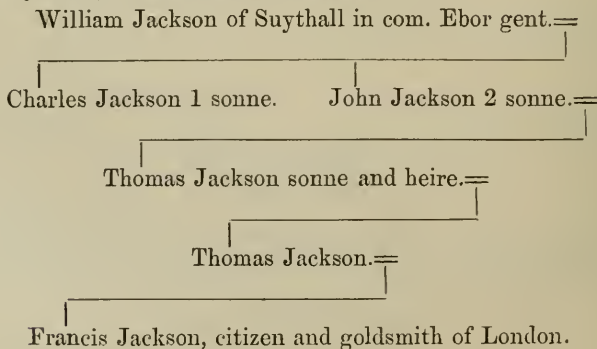 William Jackson of Suythall in com. Ebor gent.=
Charles Jackson 1 sonne. John Jackson 2 sonne.=
Thomas Jackson sonne and heire.=
Thomas Jackson.=
Francis Jackson, citizen and goldsmith of London.